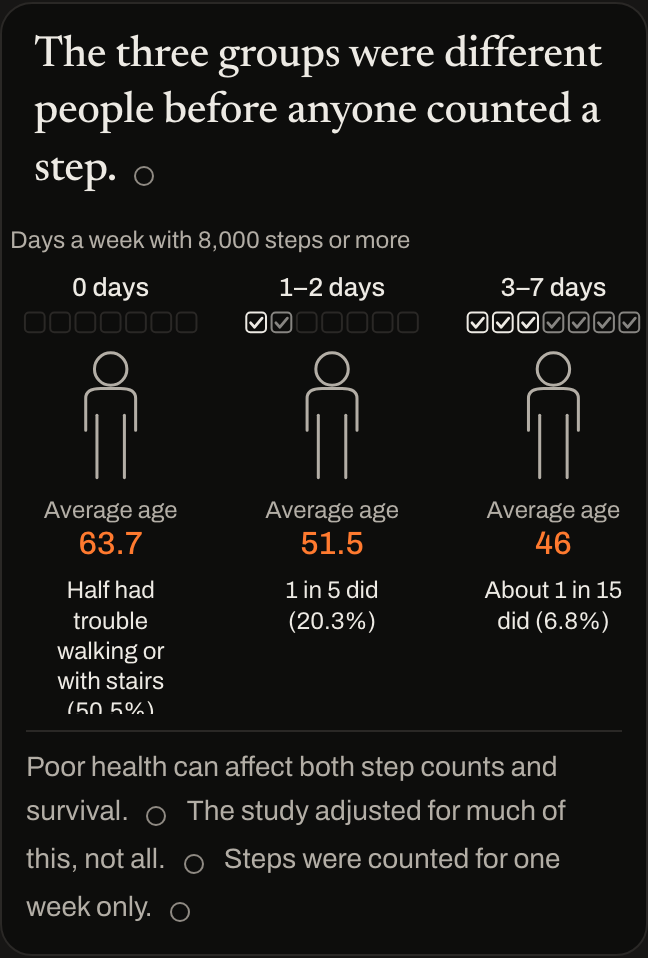 The three groups were different
people before anyone counted a
step.
Days a week with 8,000 steps or more
0 days
1–2 days
3–7 days
Average age
63.7
Average age
51.5
Average age
46
Half had
trouble
walking or
with stairs
(50.5%)
1 in 5 did
(20.3%)
About 1 in 15
did (6.8%)
Poor health can affect both step counts and
survival. The study adjusted for much of
this, not all. Steps were counted for one
week only.